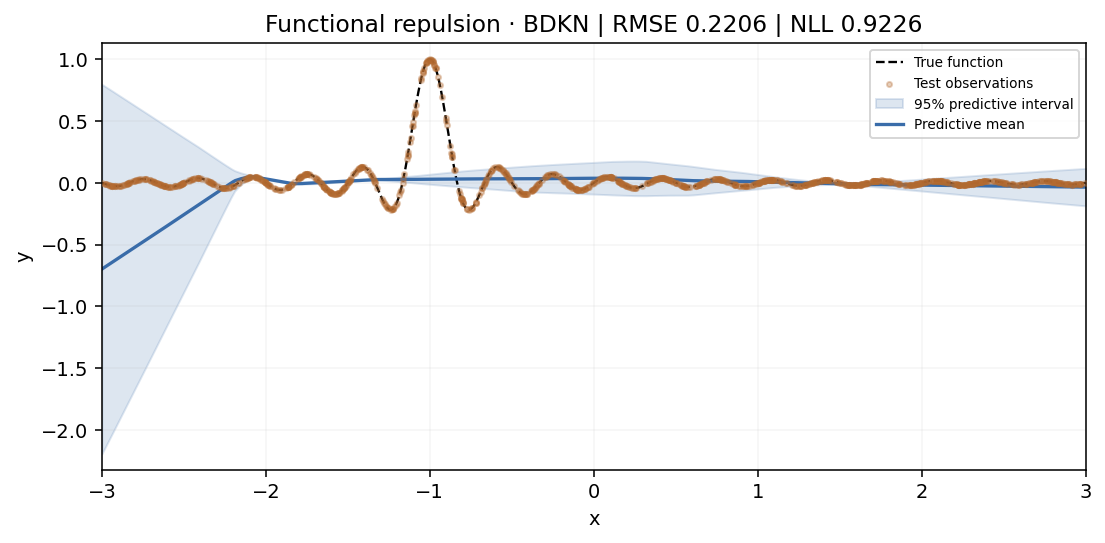 Functional repulsion · BDKN | RMSE 0.2206 | NLL 0.9226
True function
Test observations
95% predictive interval
Predictive mean
y
1.0
0.5
0.0
−0.5
−1.0
−1.5
−2.0
−3 −2 −1 0 1 2 3
x